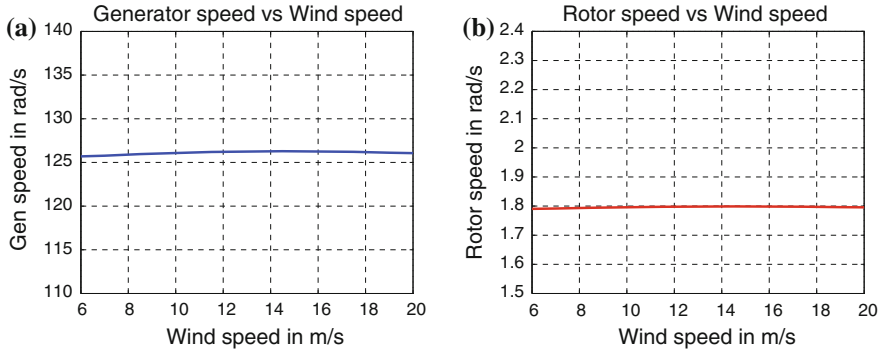 (a)
Generator speed vs Wind speed
140
135
130
125
120
115
110
Gen speed in rad/s
6 8 10 12 14 16 18 20
Wind speed in m/s
(b)
Rotor speed vs Wind speed
2.4
2.3
2.2
2.1
2
1.9
1.8
1.7
1.6
1.5
Rotor speed in rad/s
6 8 10 12 14 16 18 20
Wind speed in m/s